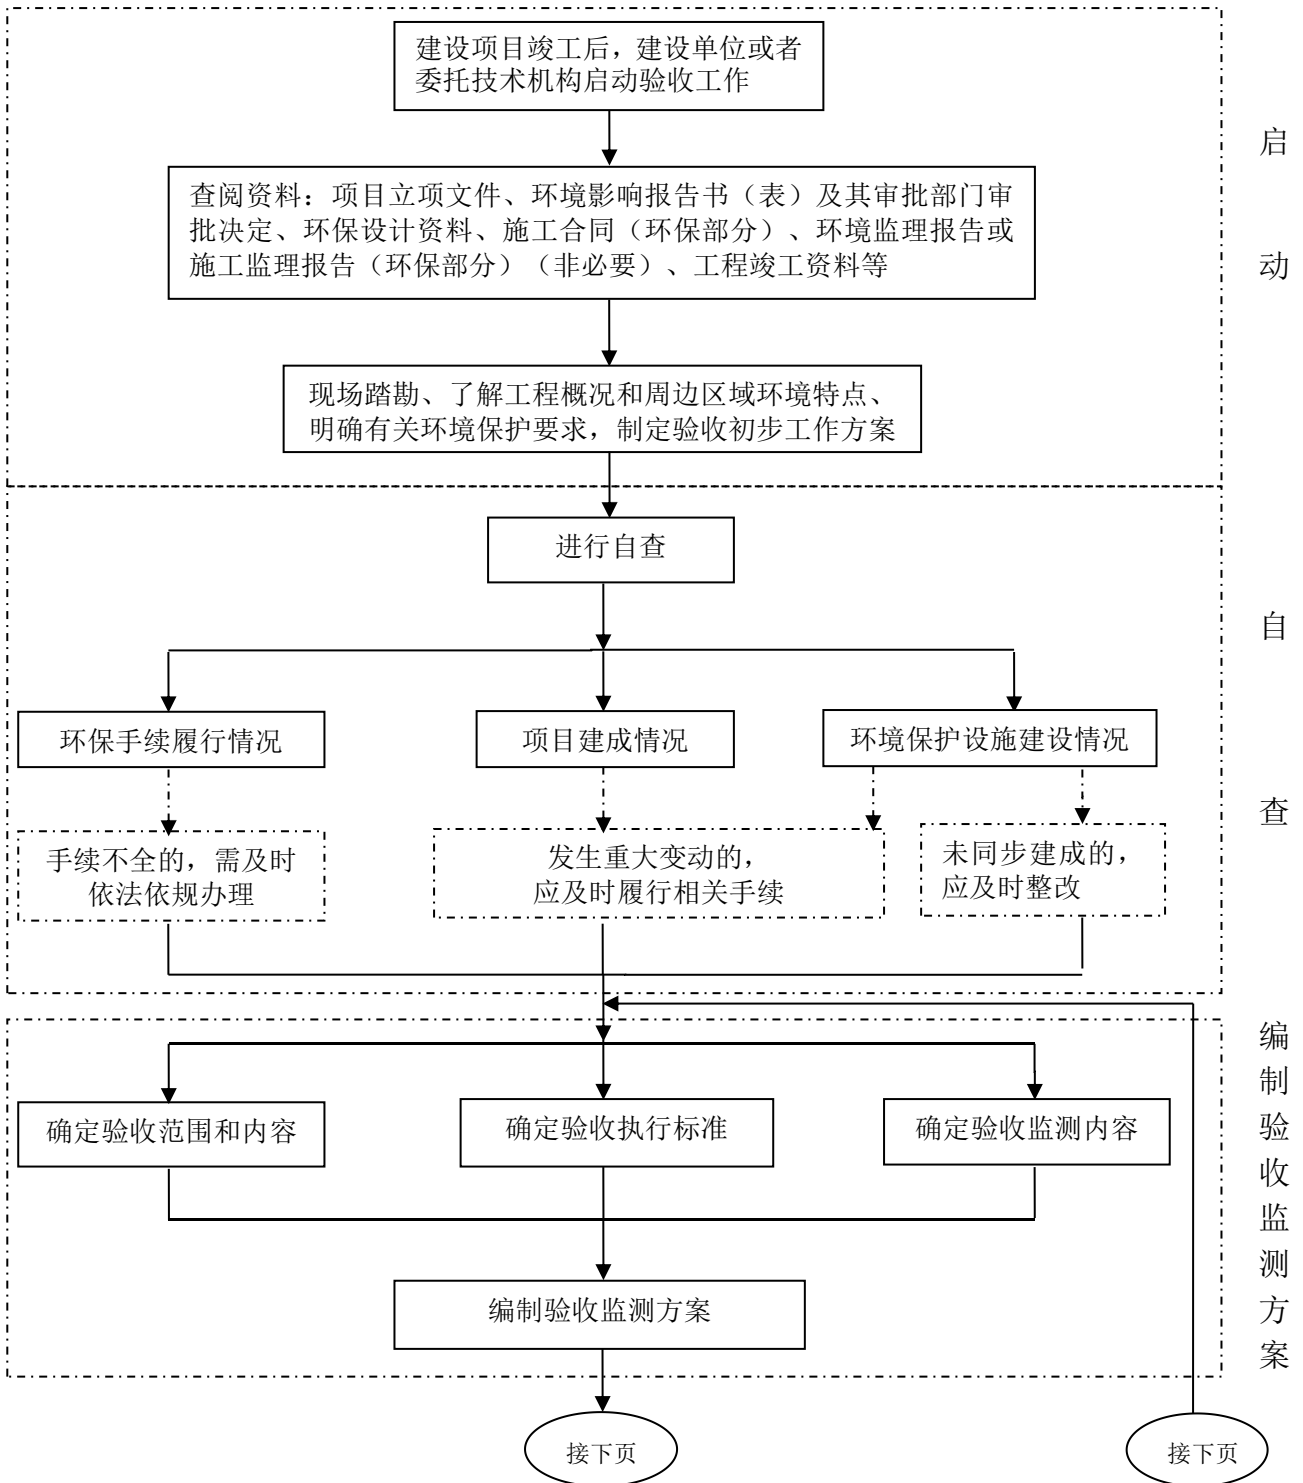 建设项目竣工后，建设单位或者
委托技术机构启动验收工作
查阅资料：项目立项文件、环境影响报告书（表）及其审批部门审
批决定、环保设计资料、施工合同（环保部分）、环境监理报告或
施工监理报告（环保部分）（非必要）、工程竣工资料等
现场踏勘、了解工程概况和周边区域环境特点、
明确有关环境保护要求，制定验收初步工作方案
启
动
进行自查
环保手续履行情况
项目建成情况
环境保护设施建设情况
手续不全的，需及时
依法依规办理
发生重大变动的，
应及时履行相关手续
未同步建成的，
应及时整改
自
查
确定验收范围和内容
确定验收执行标准
确定验收监测内容
编制验收监测方案
编
制
验
收
监
测
方
案
接下页
接下页